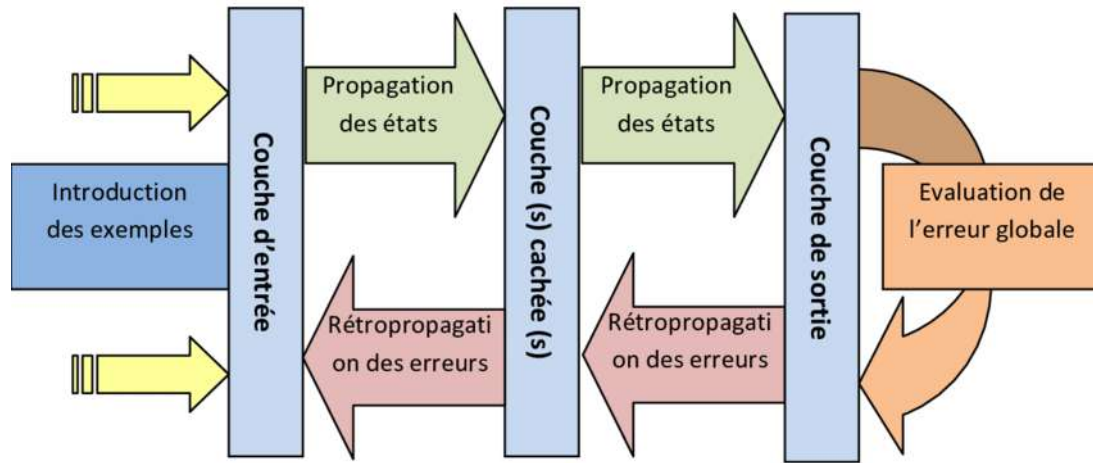 Introduction
des exemples
Couche d'entrée
Propagation
des états
Rétropropagati
on des erreurs
Couche (s) cachée (s)
Propagation
des états
Rétropropagati
on des erreurs
Couche de sortie
Evaluation de
l'erreur globale